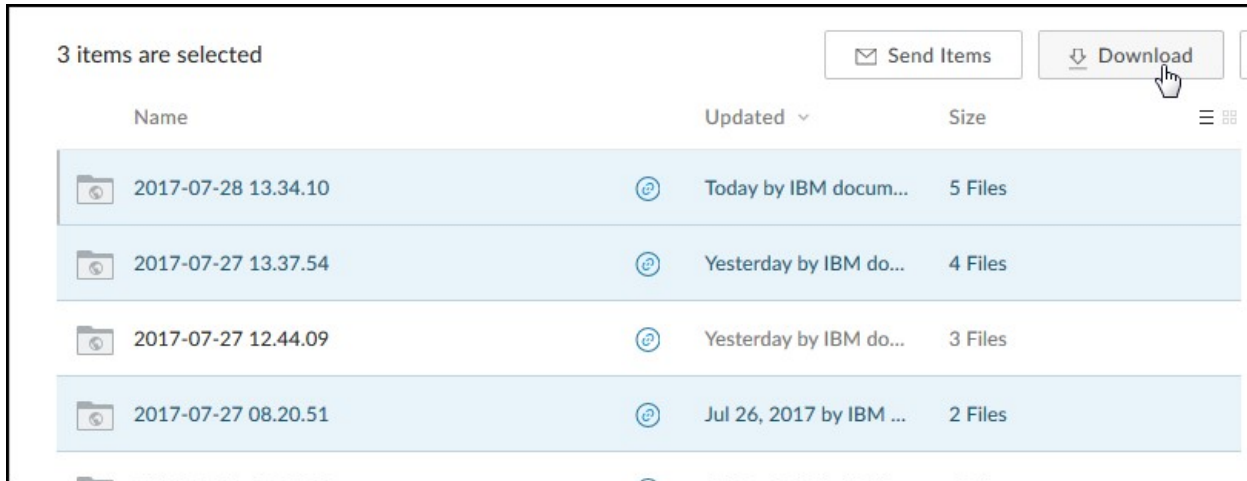 3 items are selected
Send Items
Download
Name Updated Size
2017-07-28 13.34.10 Today by IBM docum... 5 Files
2017-07-27 13.37.54 Yesterday by IBM do... 4 Files
2017-07-27 12.44.09 Yesterday by IBM do... 3 Files
2017-07-27 08.20.51 Jul 26, 2017 by IBM ... 2 Files